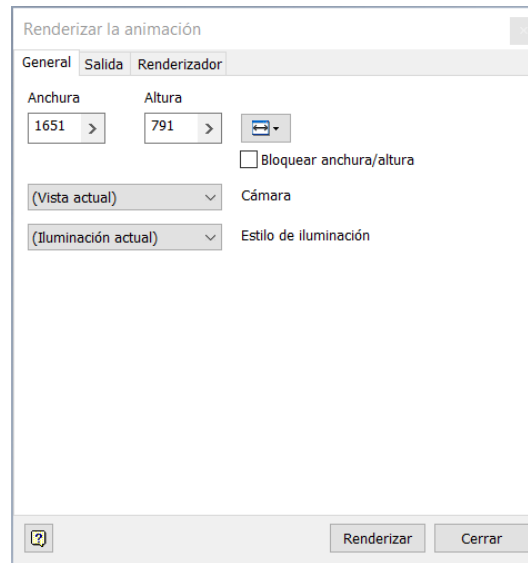 Renderizar la animación
General Salida Renderizador
Anchura Altura
1651 791
Bloquear anchura/altura
(Vista actual) Cámara
(Iluminación actual) Estilo de iluminación
Renderizar Cerrar